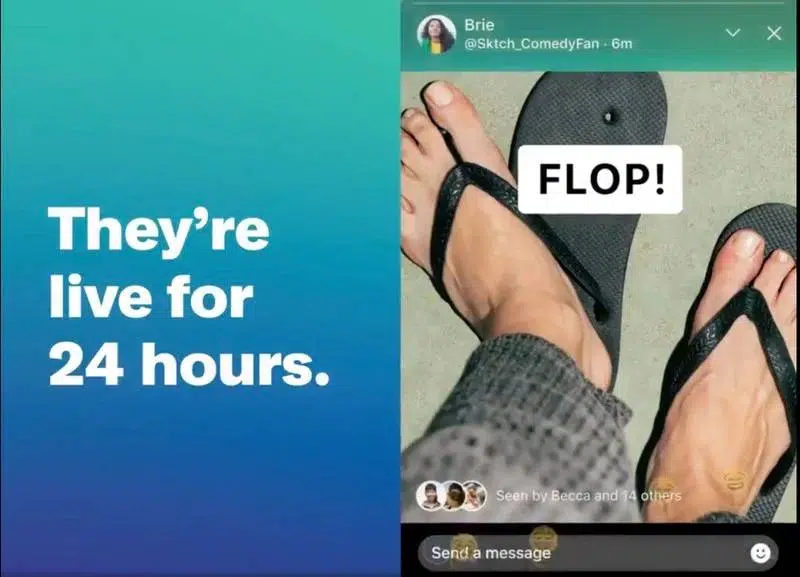 They're
live for
24 hours.
Brie
@Sktch_ComedyFan · 6m
FLOP!
Seen by Becca and 14 others
Send a message